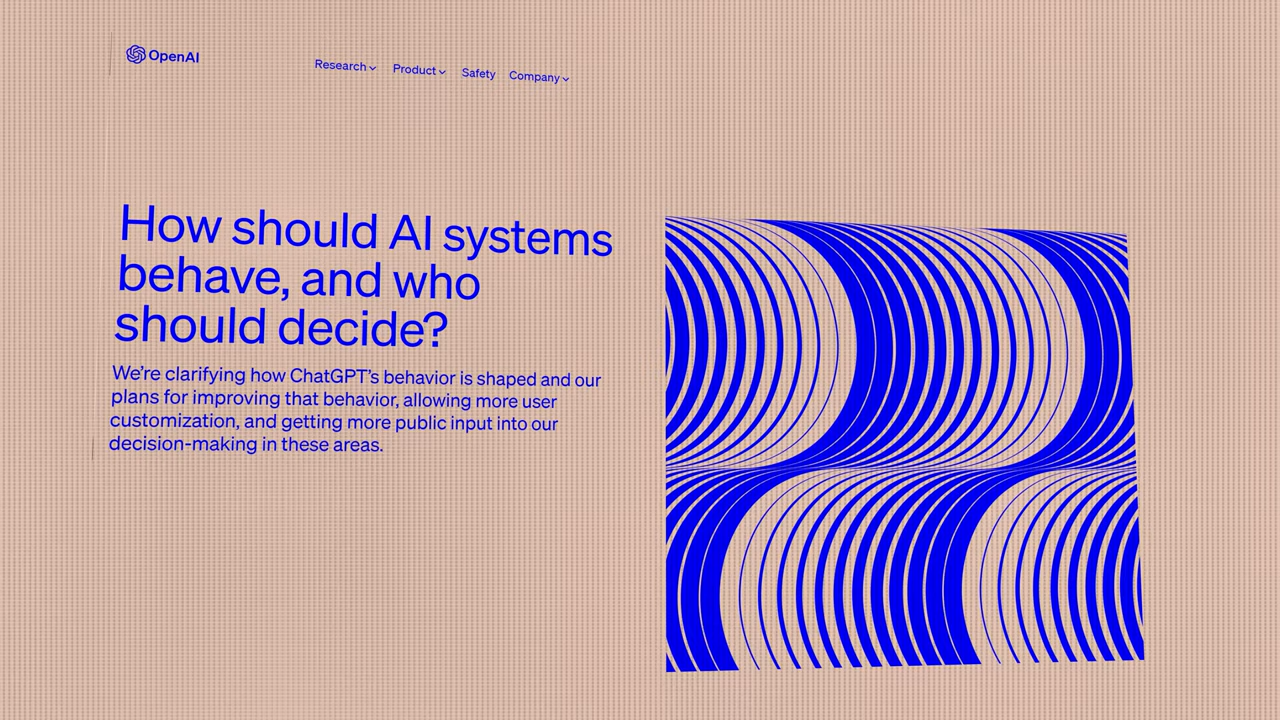 OpenAI
Research Product Safety Company
How should AI systems
behave, and who
should decide?
We're clarifying how ChatGPT's behavior is shaped and our
plans for improving that behavior, allowing more user
customization, and getting more public input into our
decision-making in these areas.